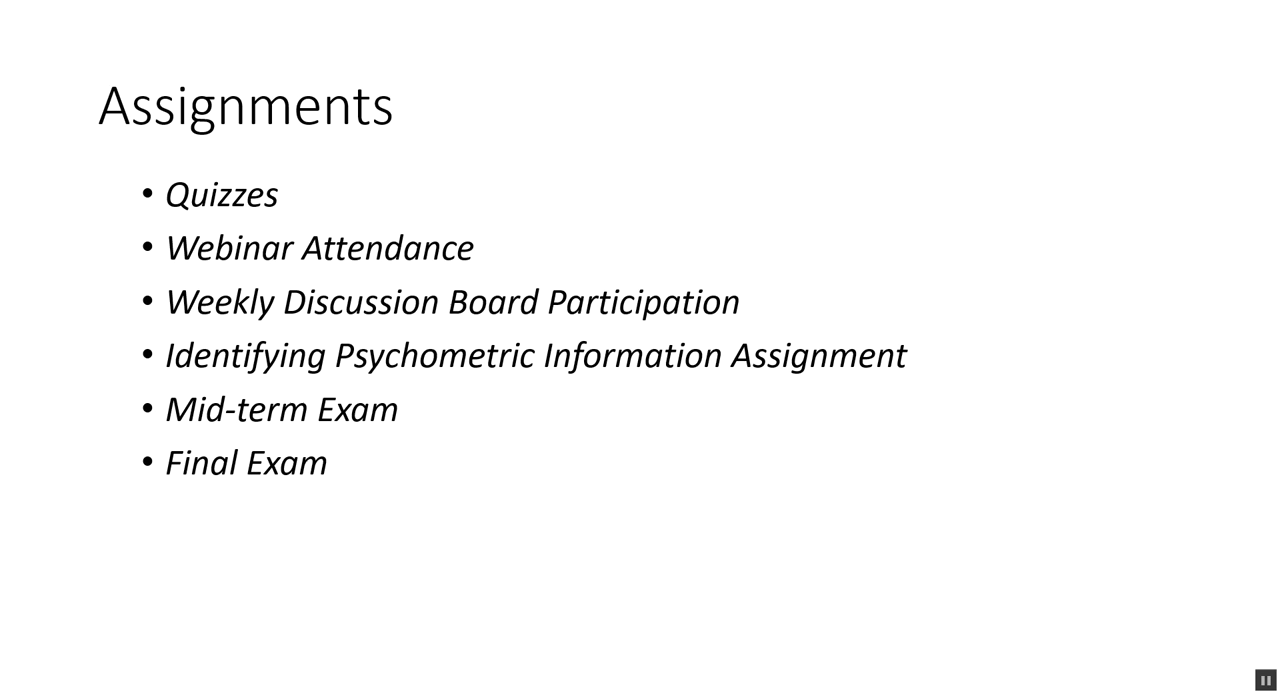 Assignments
• Quizzes
• Webinar Attendance
• Weekly Discussion Board Participation
• Identifying Psychometric Information Assignment
• Mid-term Exam
• Final Exam